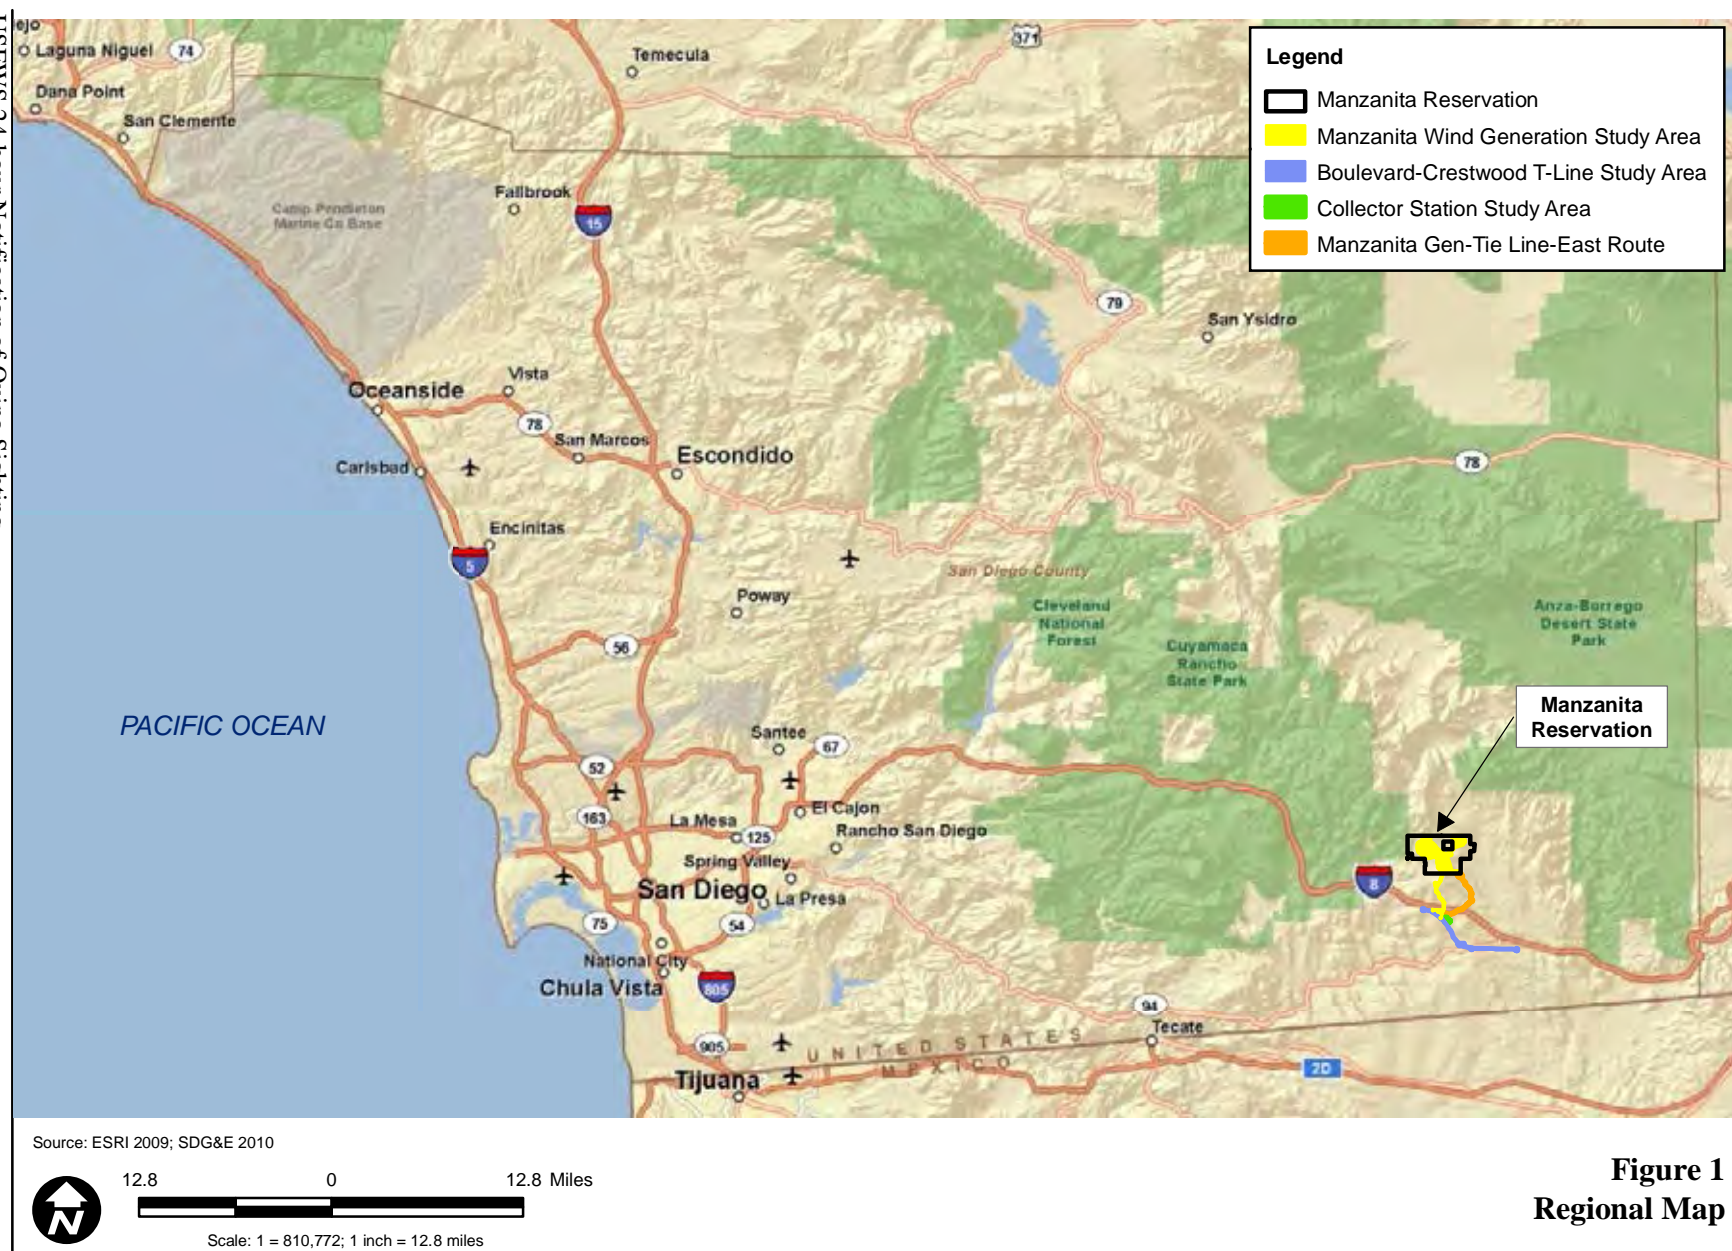 ejo
Laguna Niguel
74
Dana Point
San Clemente
Temecula
371
Fallbrook
15
Camp Pendleton
Marine Co Base
79
San Ysidro
Oceanside
Vista
78
San Marcos
Escondido
Carlsbad
78
Encinitas
5
San Diego County
Poway
Cleveland
National
Forest
Anza-Borrego
Desert State
Park
56
Cuyamaca
Rancho
State Park
PACIFIC OCEAN
Manzanita
Reservation
Santee
67
52
163
El Cajon
La Mesa
125
Rancho San Diego
Spring Valley
San Diego
La Presa
8
75
54
National City
Chula Vista
805
94
Tecate
905
UNITED STATES
MEXICO
Tijuana
2D
Legend
Manzanita Reservation
Manzanita Wind Generation Study Area
Boulevard-Crestwood T-Line Study Area
Collector Station Study Area
Manzanita Gen-Tie Line-East Route
Source: ESRI 2009; SDG&E 2010
12.8 0 12.8 Miles
N
Scale: 1 = 810,772; 1 inch = 12.8 miles
Figure 1
Regional Map